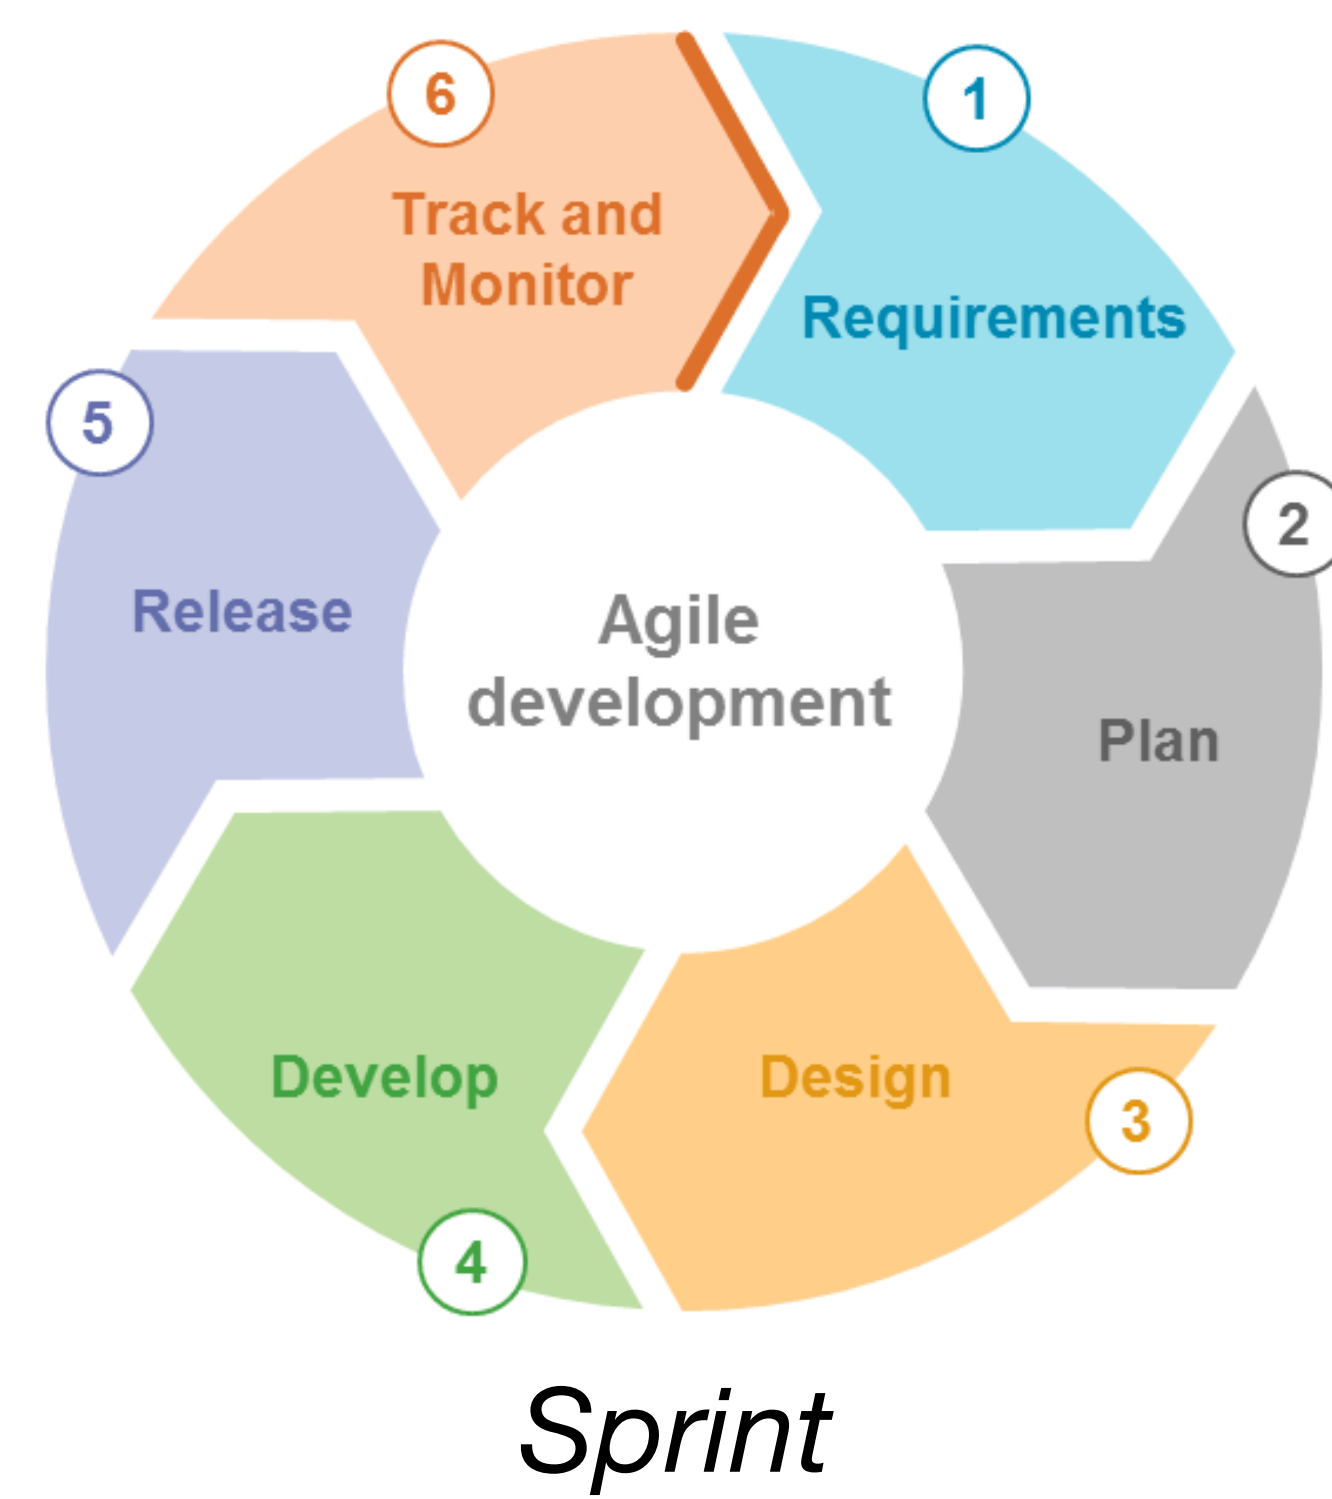 1
Requirements
2
Plan
3
Design
4
Develop
5
Release
6
Track and
Monitor
Agile
development
Sprint